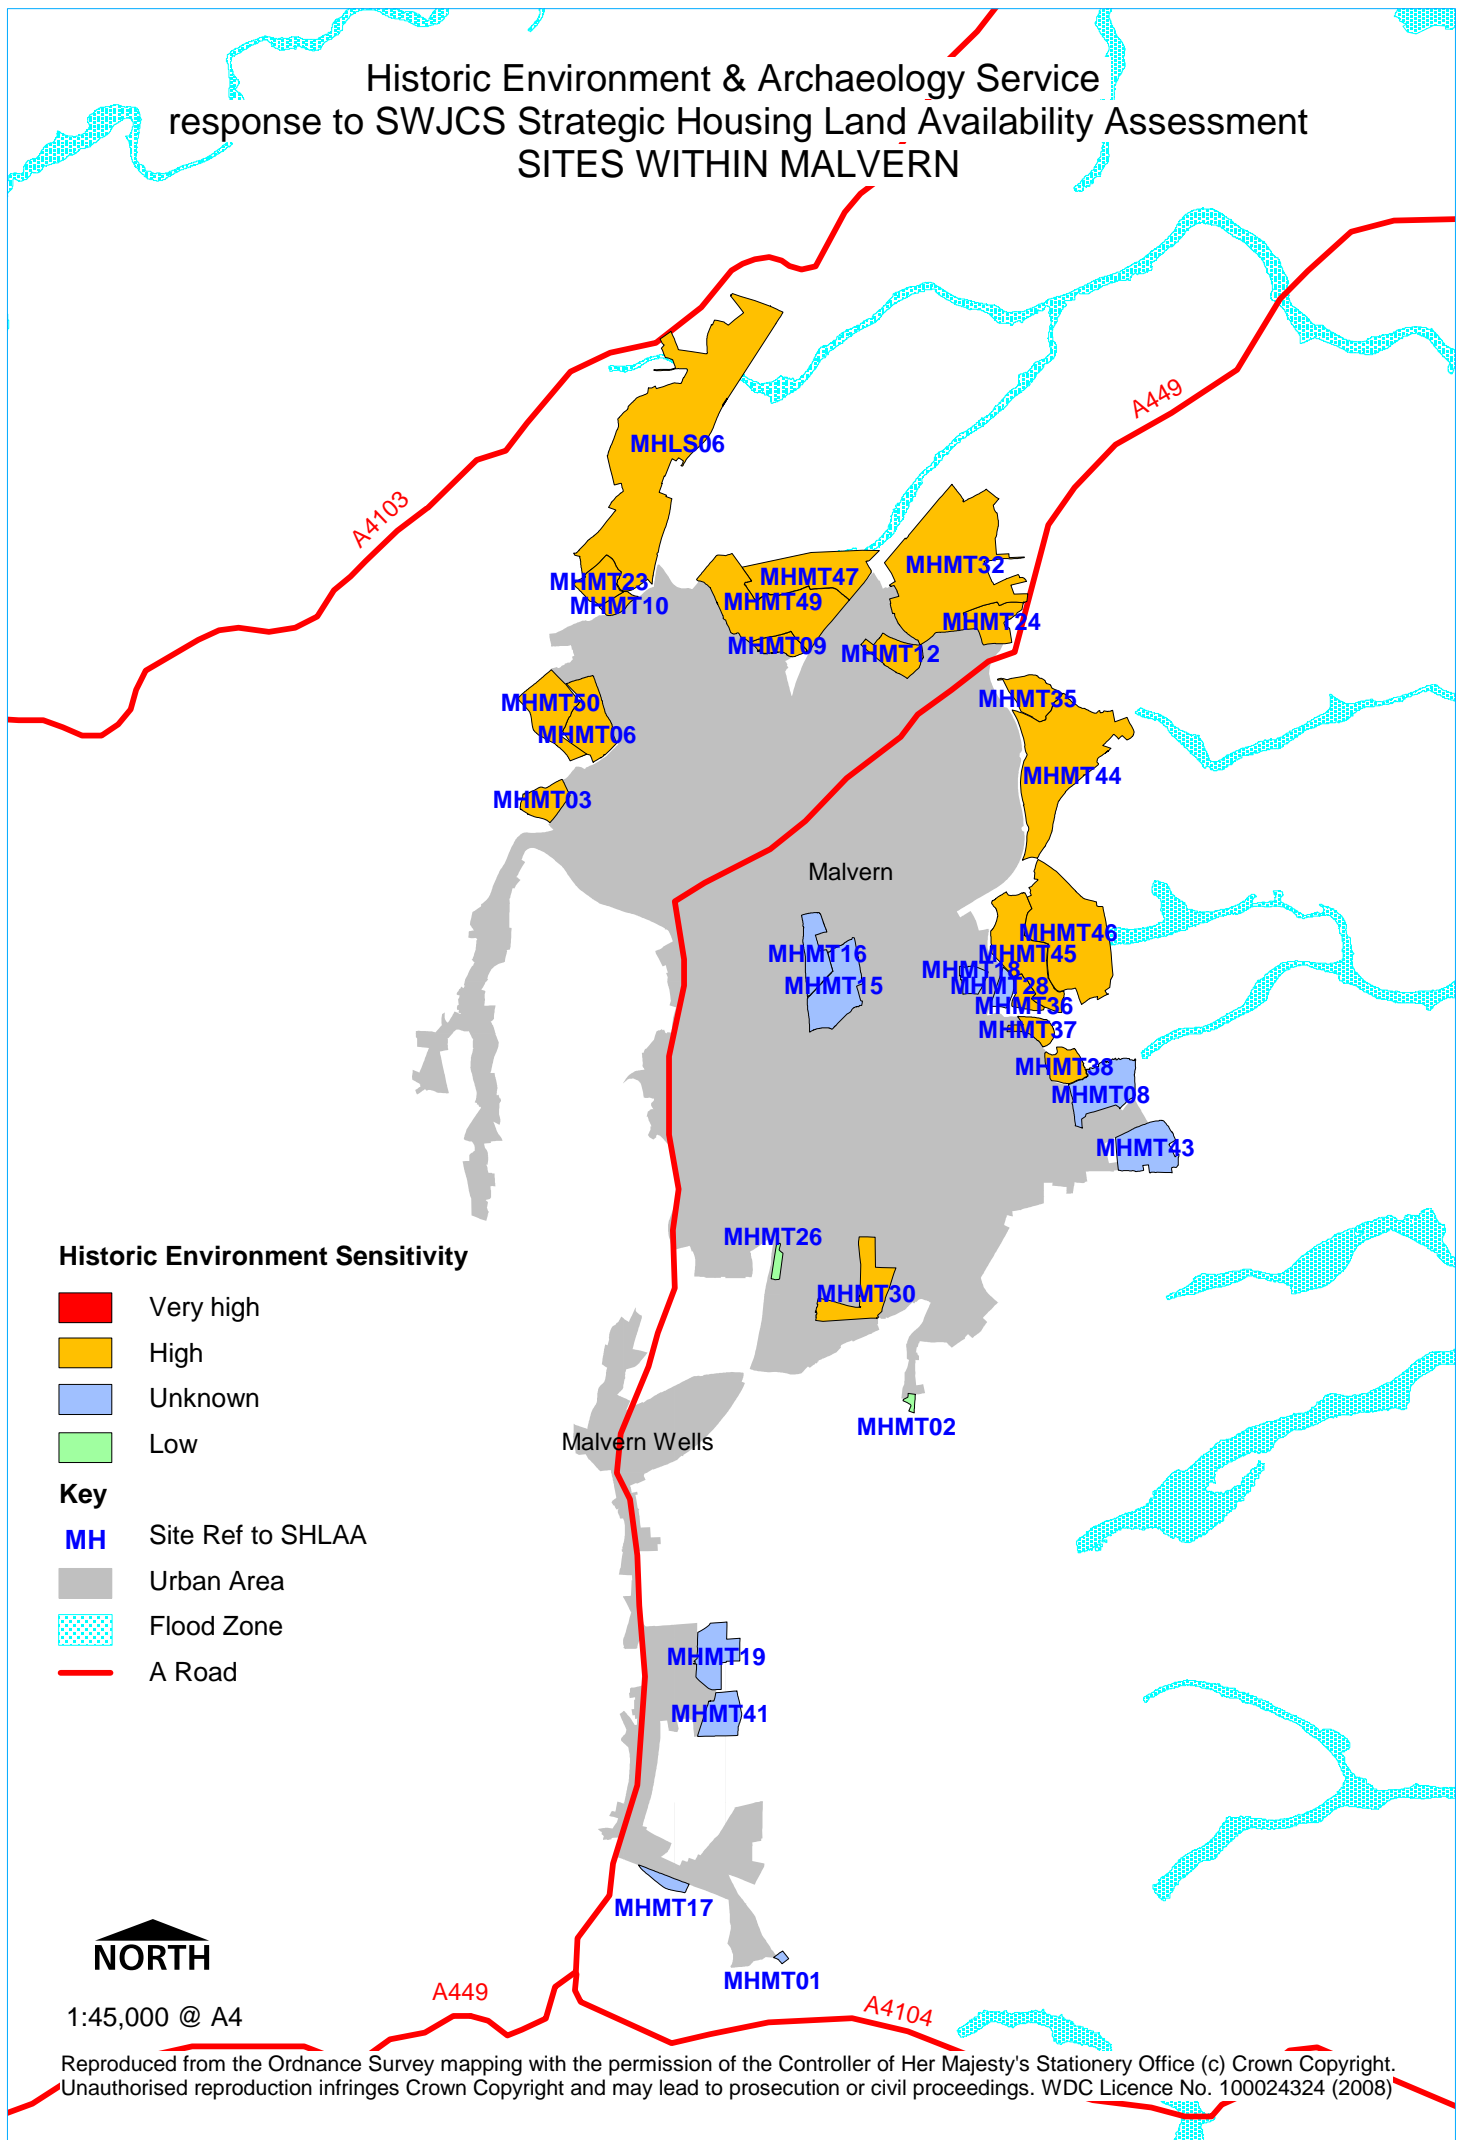 Historic Environment & Archaeology Service
response to SWJCS Strategic Housing Land Availability Assessment
SITES WITHIN MALVERN
A449
A4103
MHLS06
MHMT32
MHMT47
MHMT23
MHMT49
MHMT10
MHMT24
MHMT09
MHMT12
MHMT35
MHMT50
MHMT06
MHMT44
MHMT03
Malvern
MHMT46
MHMT16
MHMT45
MHMT18
MHMT15
MHMT28
MHMT36
MHMT37
MHMT38
MHMT08
MHMT43
MHMT26
MHMT30
MHMT02
Malvern Wells
MHMT19
MHMT41
MHMT17
MHMT01
A449
A4104
Historic Environment Sensitivity
Very high
High
Unknown
Low
Key
MH Site Ref to SHLAA
Urban Area
Flood Zone
A Road
NORTH
1:45,000 @ A4
Reproduced from the Ordnance Survey mapping with the permission of the Controller of Her Majesty's Stationery Office (c) Crown Copyright.
Unauthorised reproduction infringes Crown Copyright and may lead to prosecution or civil proceedings. WDC Licence No. 100024324 (2008)